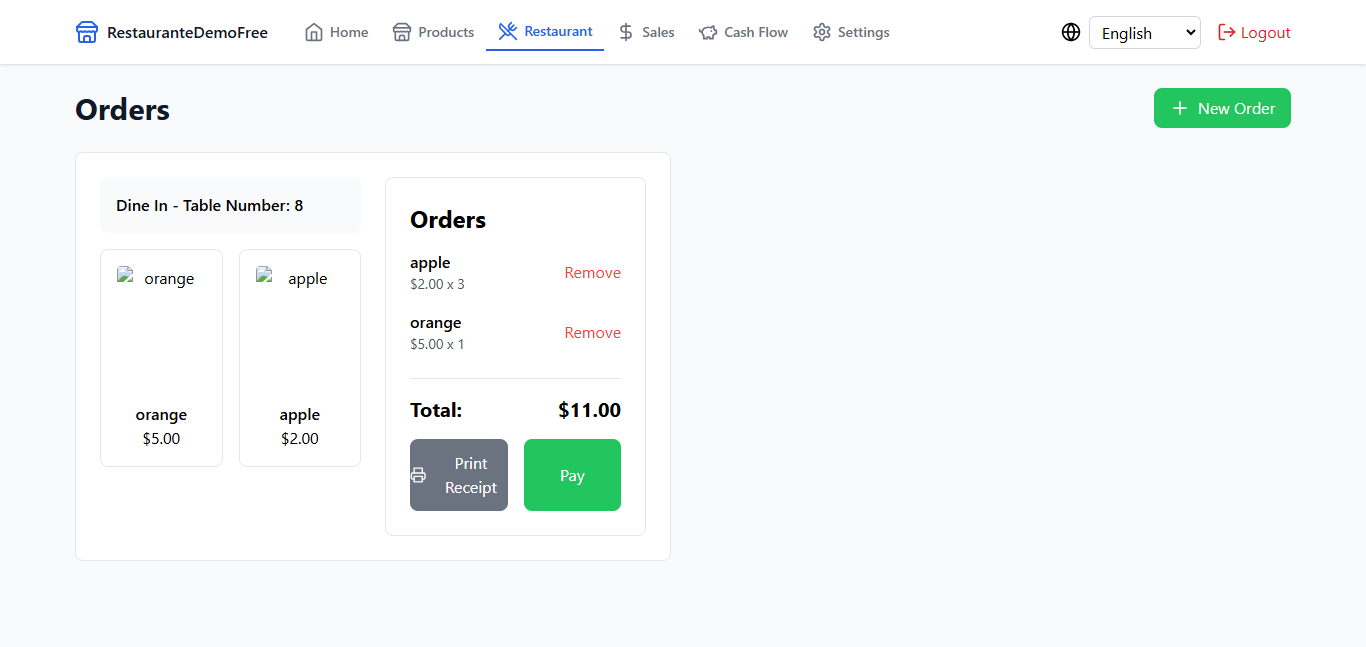 RestauranteDemoFree Home Products Restaurant Sales Cash Flow Settings English Logout
Orders
New Order
Dine In - Table Number: 8
orange
apple
orange
$5.00
apple
$2.00
Orders
apple
$2.00 x 3
Remove
orange
$5.00 x 1
Remove
Total: $11.00
Print
Receipt
Pay